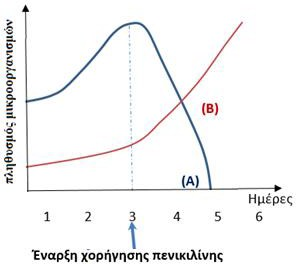 πληθυσμός μικροοργανισμών
(B)
(A)
Ημέρες
1 2 3 4 5 6
Έναρξη χορήγησης πενικιλίνης